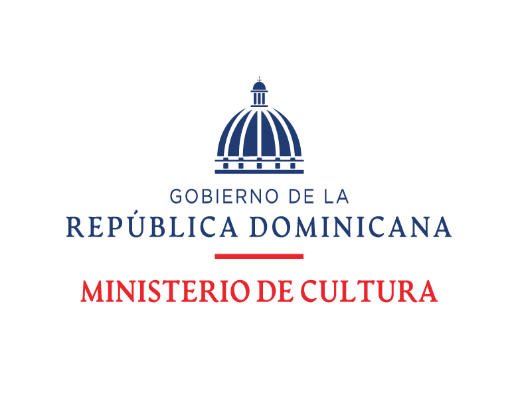 GOBIERNO DE LA
REPÚBLICA DOMINICANA
MINISTERIO DE CULTURA